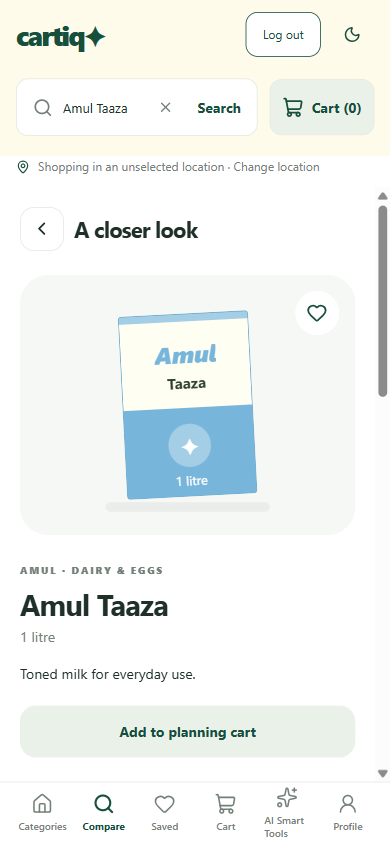 cartiq
Log out
Amul Taaza
Search
Cart (0)
Shopping in an unselected location · Change location
A closer look
Amul
Taaza
1 litre
AMUL · DAIRY & EGGS
Amul Taaza
1 litre
Toned milk for everyday use.
Add to planning cart
Categories
Compare
Saved
Cart
AI Smart
Tools
Profile